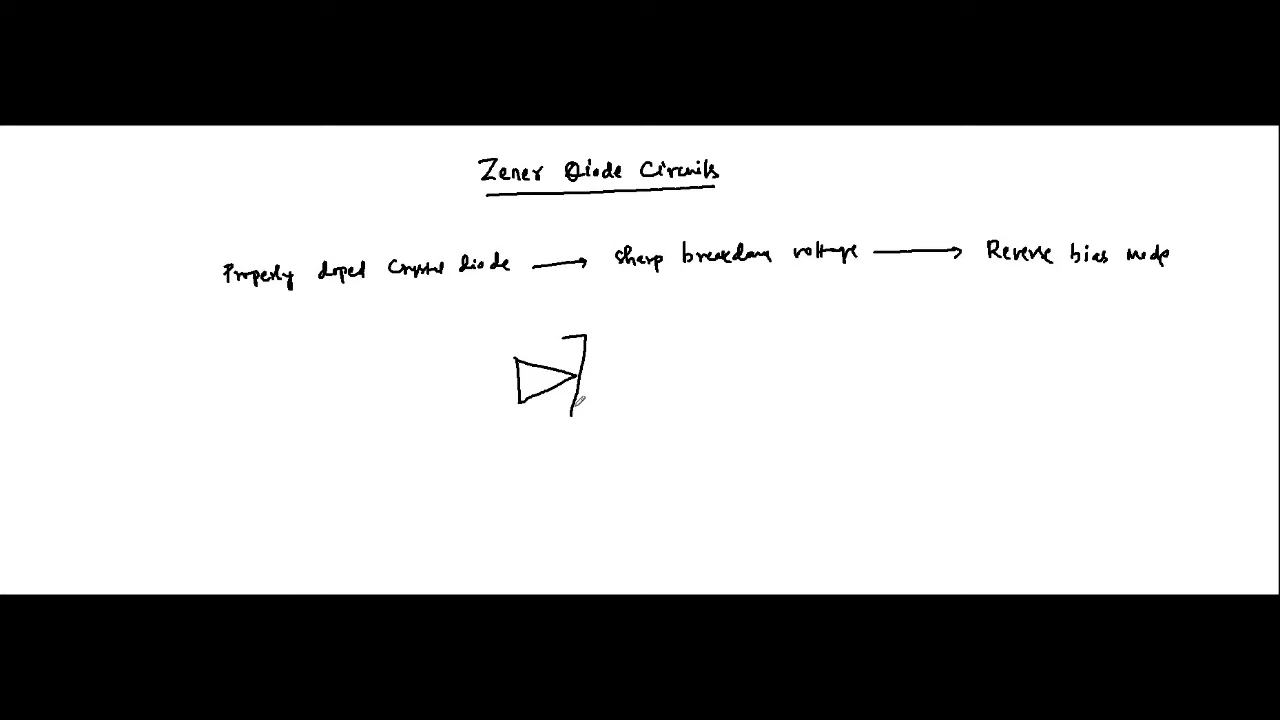 Zener Diode Circuits
Properly doped Crystal diode → Sharp breakdown voltage → Reverse bias mode